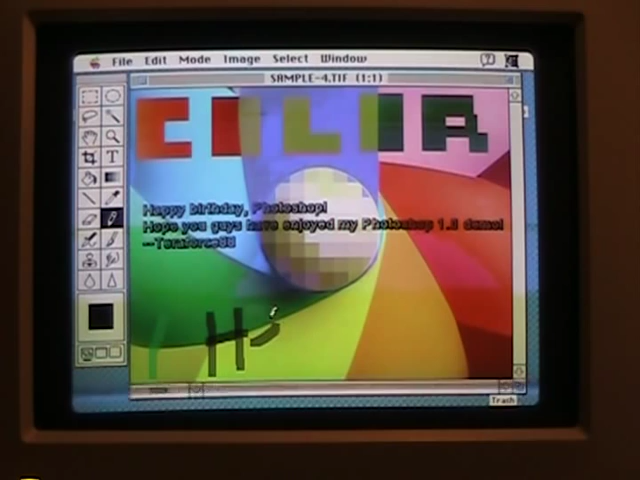 File Edit Mode Image Select Window
SAMPLE-4.TIF (1:1)
COLOR
Happy birthday, Photoshop!
Hope you guys have enjoyed my Photoshop 1.0 demo!
--Teraforce88
H
Trash